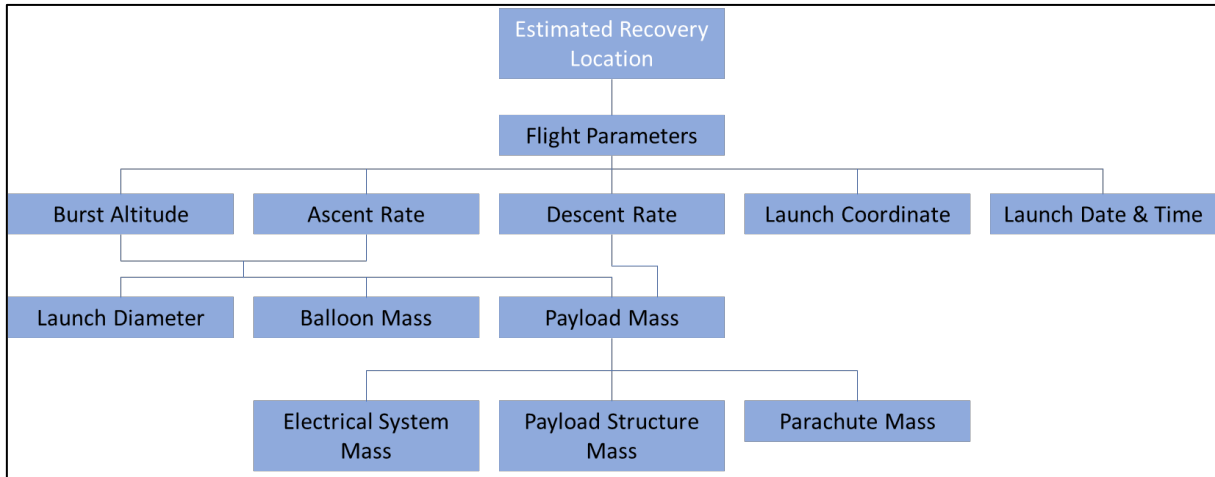 Estimated Recovery
Location
Flight Parameters
Burst Altitude
Ascent Rate
Descent Rate
Launch Coordinate
Launch Date & Time
Launch Diameter
Balloon Mass
Payload Mass
Electrical System
Mass
Payload Structure
Mass
Parachute Mass